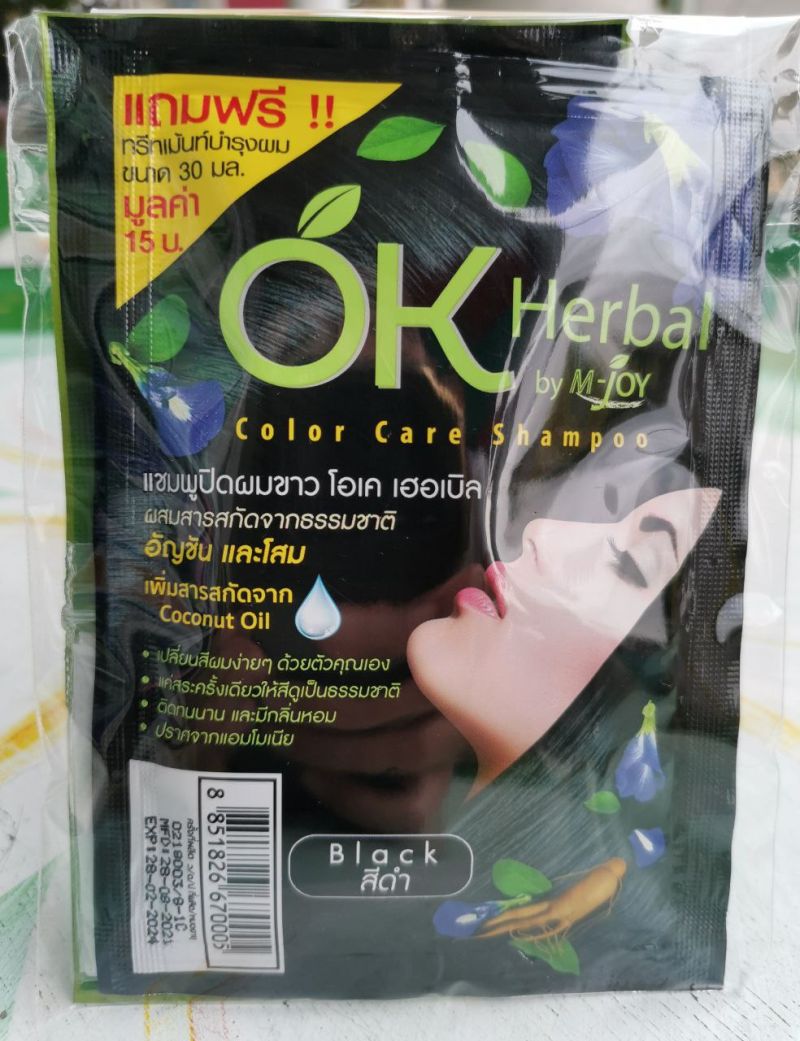 แถมฟรี !!
ทรีทเม้นท์บำรุงผม
ขนาด 30 มล.
มูลค่า
15 บ.
OK Herbal
by M-JOY
Color Care Shampoo
แชมพูปิดผมขาว โอเค เฮอเบิล
ผสมสารสกัดจากธรรมชาติ
อัญชัน และโสม
เพิ่มสารสกัดจาก
Coconut Oil
• เปลี่ยนสีผมง่ายๆ ด้วยตัวคุณเอง
• แค่สระครั้งเดียวให้สีดูเป็นธรรมชาติ
• ติดทนนาน และมีกลิ่นหอม
• ปราศจากแอมโมเนีย
Black
สีดำ
8 851826 670005
MFD:28-08-2021
EXP:28-02-2024